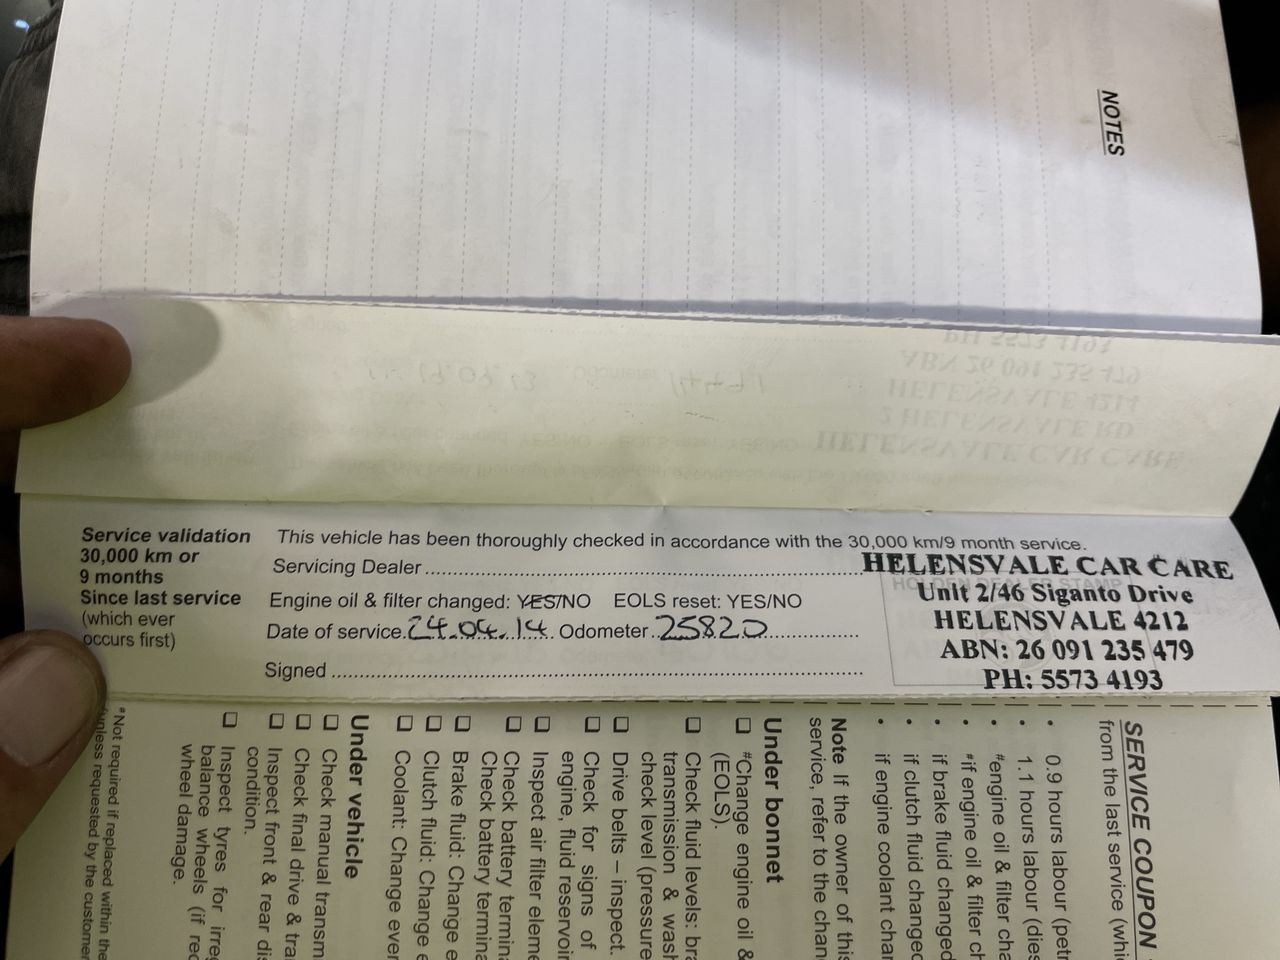 NOTES
Service validation
30,000 km or
9 months
Since last service
(which ever
occurs first)
This vehicle has been thoroughly checked in accordance with the 30,000 km/9 month service.
Servicing Dealer
Engine oil & filter changed: YES/NO EOLS reset: YES/NO
Date of service 24.04.14 Odometer 25820
Signed
HOLDEN DEALER STAMP
HELENSVALE CAR CARE
Unit 2/46 Siganto Drive
HELENSVALE 4212
ABN: 26 091 235 479
PH: 5573 4193
SERVICE COUPON
from the last service (whi
• 0.9 hours labour (petr
• 1.1 hours labour (dies
• #engine oil & filter cha
• #if engine oil & filter ch
• if brake fluid changed
• if clutch fluid changed
• if engine coolant char
Note If the owner of this
service, refer to the chan
Under bonnet
#Change engine oil &
(EOLS).
Check fluid levels: bra
transmission & wash
check level (pressure
Drive belts – inspect.
Check for signs of
engine, fluid reservoir
Inspect air filter eleme
Check battery termina
Check battery termina
Brake fluid: Change e
Clutch fluid: Change e
Coolant: Change ever
Under vehicle
Check manual transm
Check final drive & tra
Inspect front & rear dis
condition.
Inspect tyres for irreg
balance wheels (if rec
wheel damage.
#Not required if replaced within the
unless requested by the customer